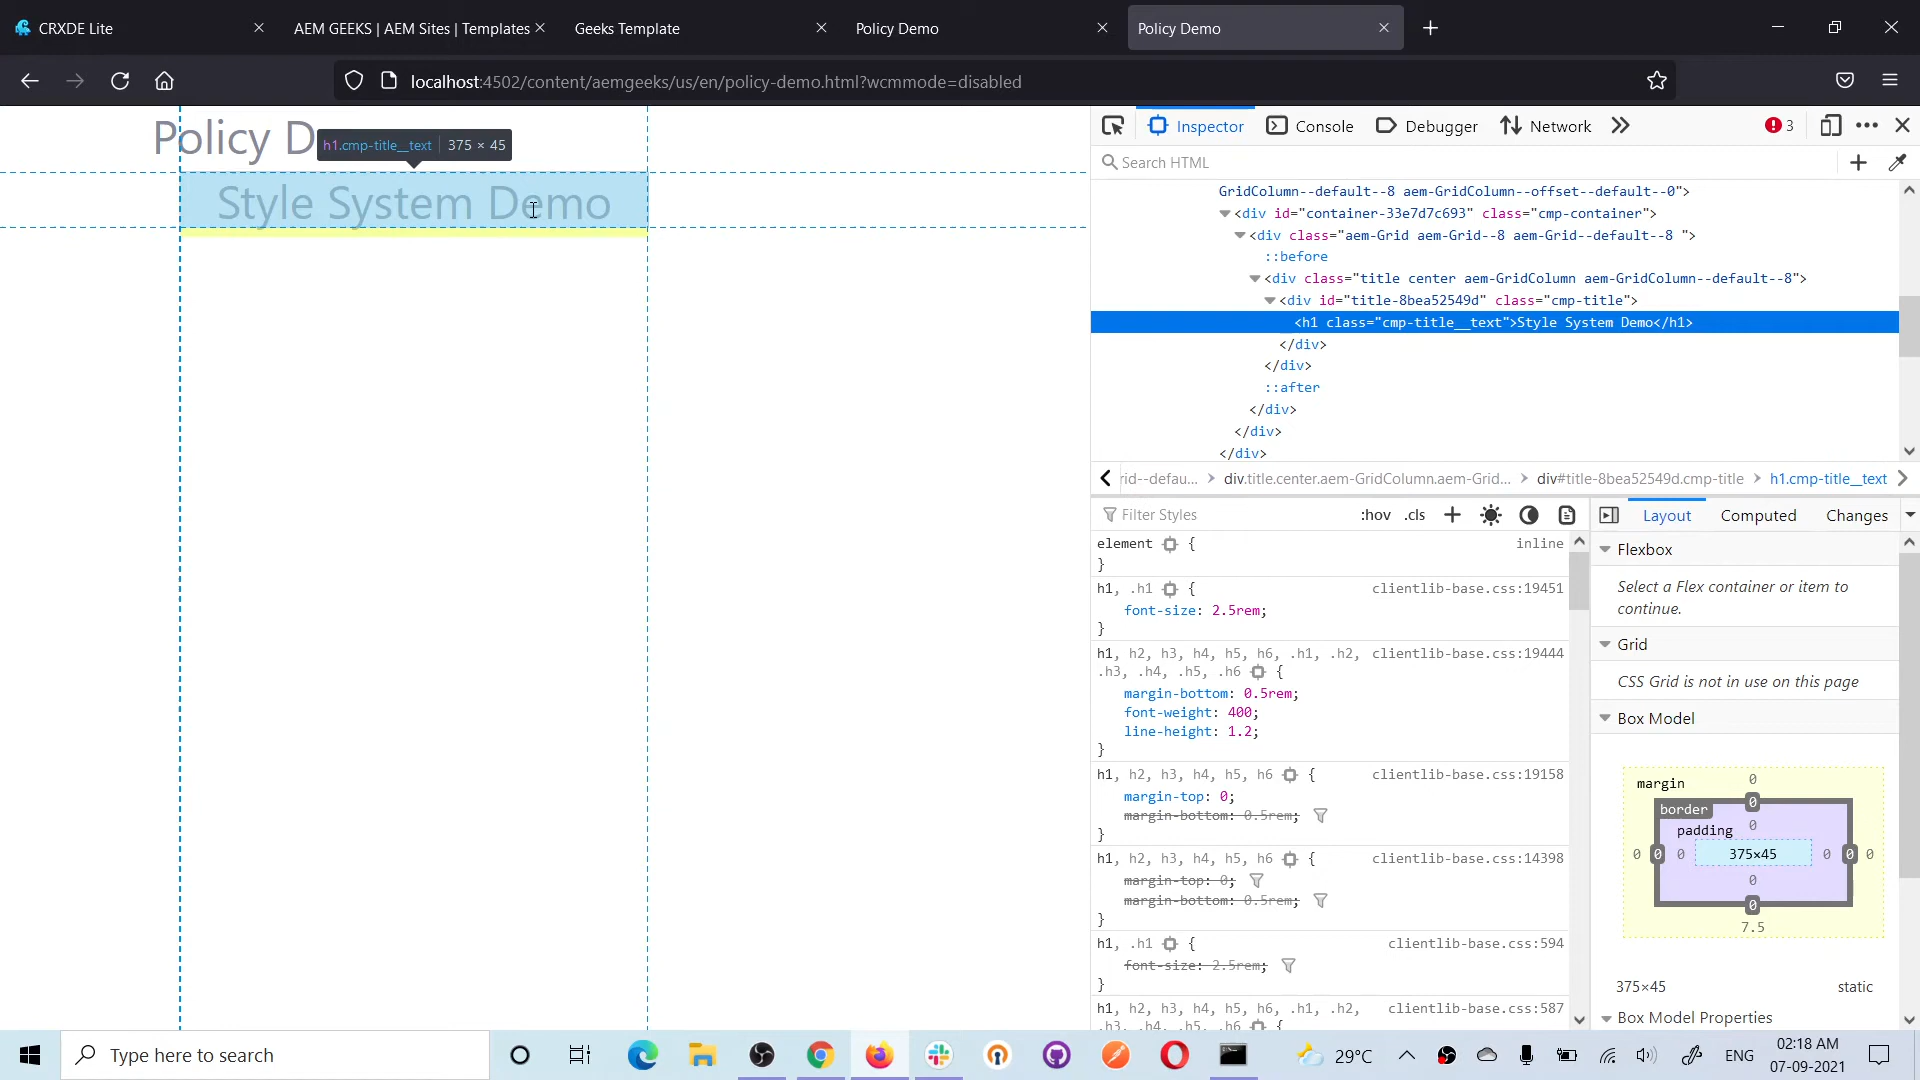 CRXDE Lite
AEM GEEKS | AEM Sites | Templates
Geeks Template
Policy Demo
Policy Demo
localhost:4502/content/aemgeeks/us/en/policy-demo.html?wcmmode=disabled
Policy D
h1.cmp-title__text 375 × 45
Style System Demo
Inspector
Console
Debugger
Network
3
Search HTML
GridColumn--default--8 aem-GridColumn--offset--default--0">
<div id="container-33e7d7c693" class="cmp-container">
<div class="aem-Grid aem-Grid--8 aem-Grid--default--8 ">
::before
<div class="title center aem-GridColumn aem-GridColumn--default--8">
<div id="title-8bea52549d" class="cmp-title">
<h1 class="cmp-title__text">Style System Demo</h1>
</div>
</div>
::after
</div>
</div>
</div>
rid--defau... > div.title.center.aem-GridColumn.aem-Grid... > div#title-8bea52549d.cmp-title > h1.cmp-title__text
Filter Styles
:hov .cls
element { inline
}
h1, .h1 { clientlib-base.css:19451
font-size: 2.5rem;
}
h1, h2, h3, h4, h5, h6, .h1, .h2, clientlib-base.css:19444
.h3, .h4, .h5, .h6 {
margin-bottom: 0.5rem;
font-weight: 400;
line-height: 1.2;
}
h1, h2, h3, h4, h5, h6 { clientlib-base.css:19158
margin-top: 0;
margin-bottom: 0.5rem;
}
h1, h2, h3, h4, h5, h6 { clientlib-base.css:14398
margin-top: 0;
margin-bottom: 0.5rem;
}
h1, .h1 { clientlib-base.css:594
font-size: 2.5rem;
}
h1, h2, h3, h4, h5, h6, .h1, .h2, clientlib-base.css:587
.h3, .h4, .h5, .h6 {
Layout
Computed
Changes
Flexbox
Select a Flex container or item to
continue.
Grid
CSS Grid is not in use on this page
Box Model
margin 0
border 0
padding 0
0 0 0 375×45 0 0 0
0
0
7.5
375×45 static
Box Model Properties
Type here to search
29°C
ENG
02:18 AM
07-09-2021